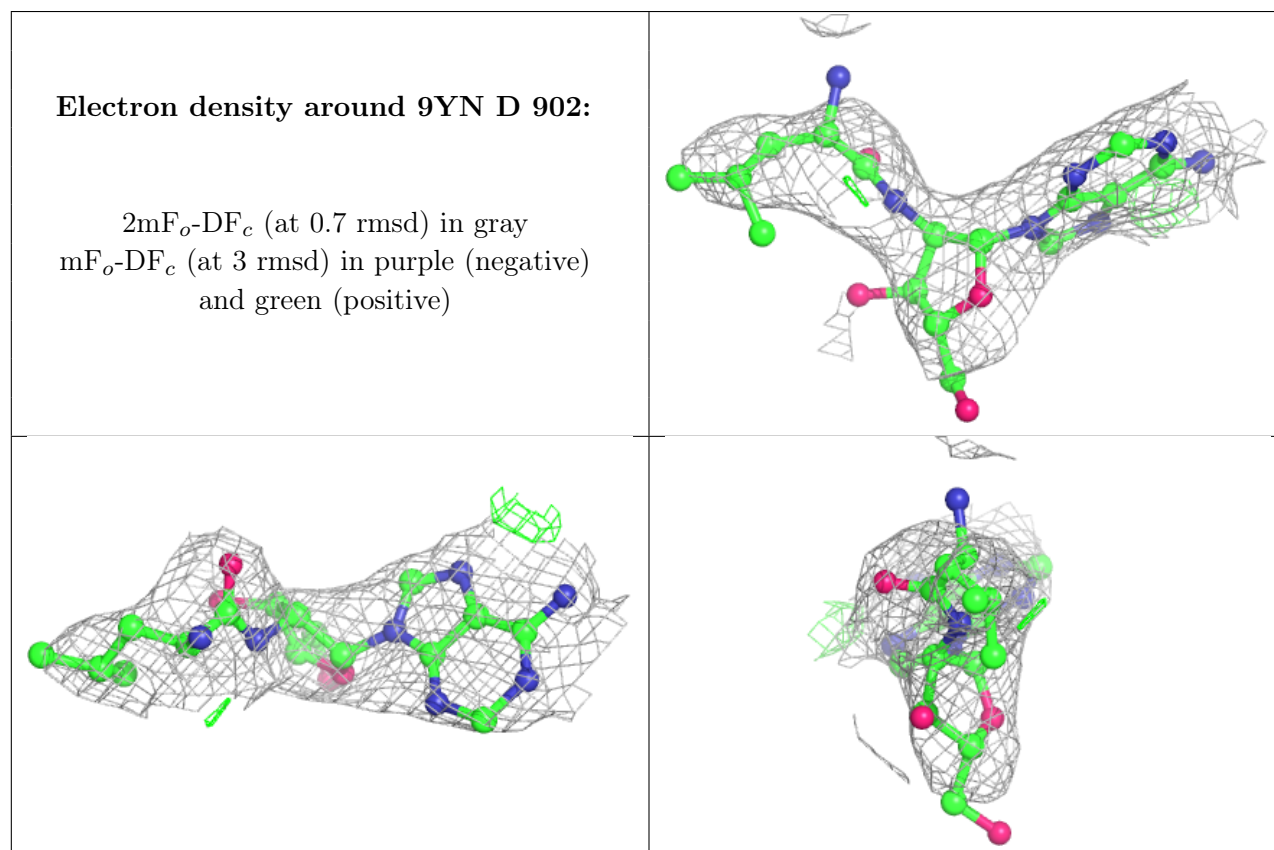 Electron density around 9YN D 902:
2mFo-DFc (at 0.7 rmsd) in gray
mFo-DFc (at 3 rmsd) in purple (negative)
and green (positive)